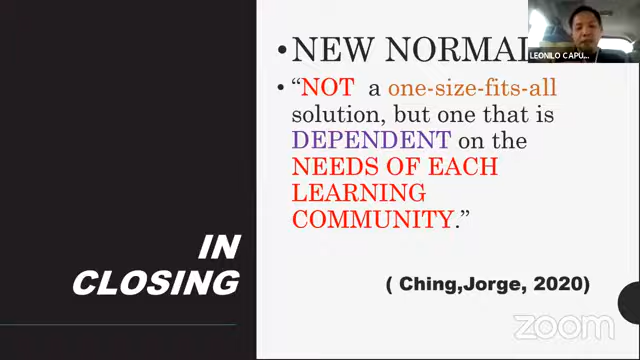 • NEW NORMAL
LEONILO CAPU...
• “NOT a one-size-fits-all
solution, but one that is
DEPENDENT on the
NEEDS OF EACH
LEARNING
COMMUNITY.”
IN
CLOSING
( Ching,Jorge, 2020)
zoom